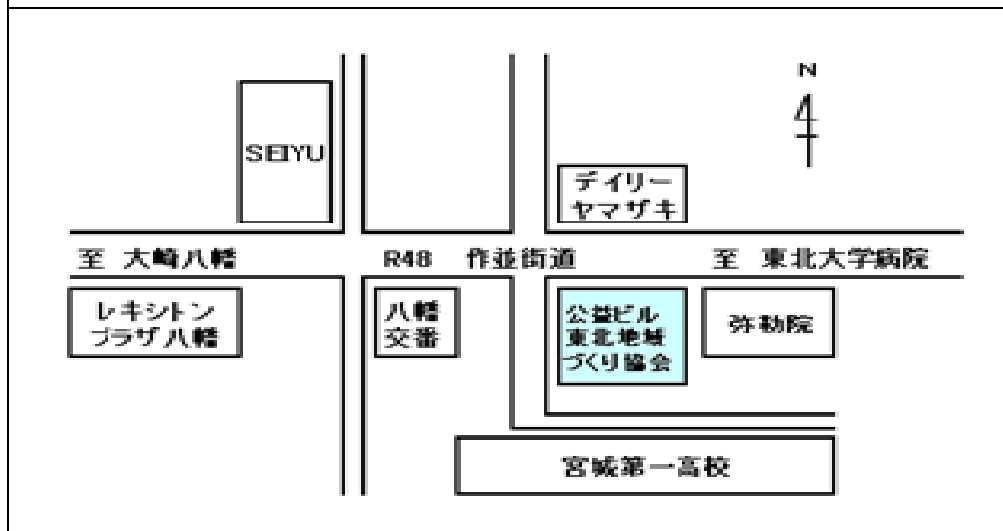 N
SEIYU
デイリー
ヤマザキ
至 大崎八幡 R48 作並街道 至 東北大学病院
レキシントン
プラザ八幡
八幡
交番
公益ビル
東北地域
づくり協会
弥勒院
宮城第一高校